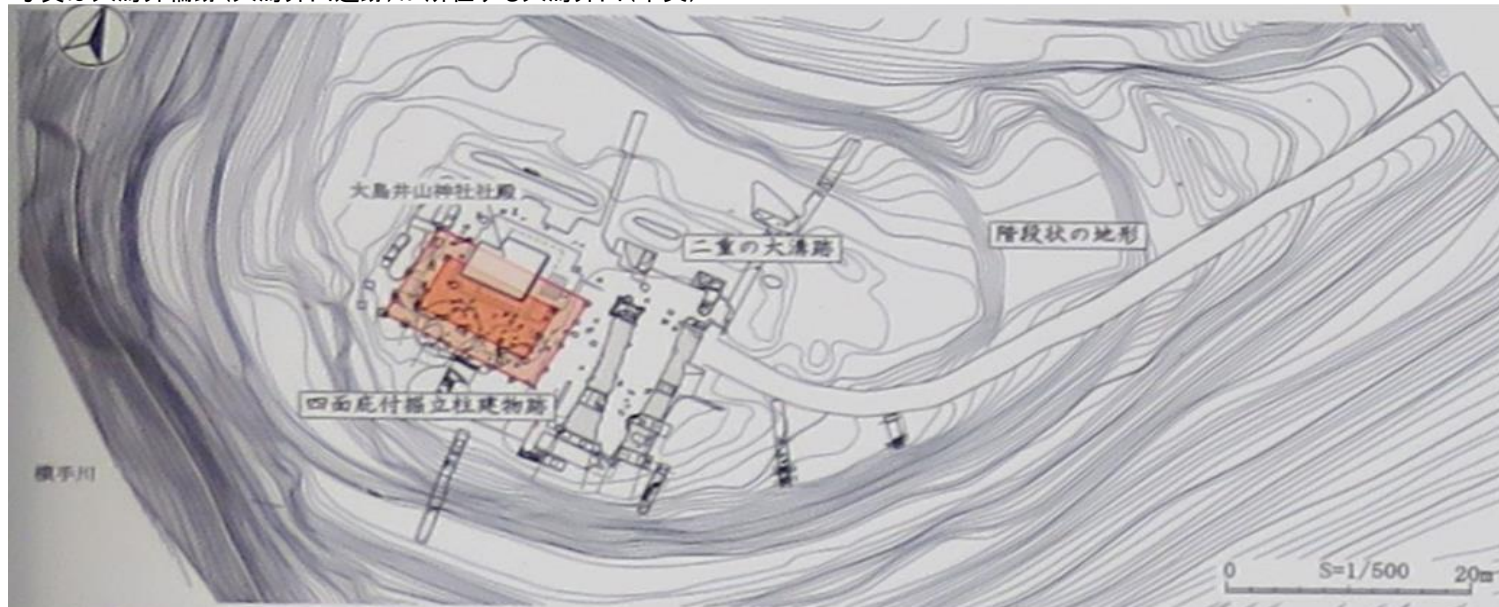 大鳥井山神社社殿
二重の大溝跡
階段状の地形
四面庇付掘立柱建物跡
横手川
0 S=1/500 20m